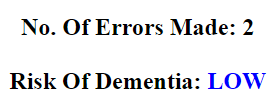 No. Of Errors Made: 2
Risk Of Dementia: LOW